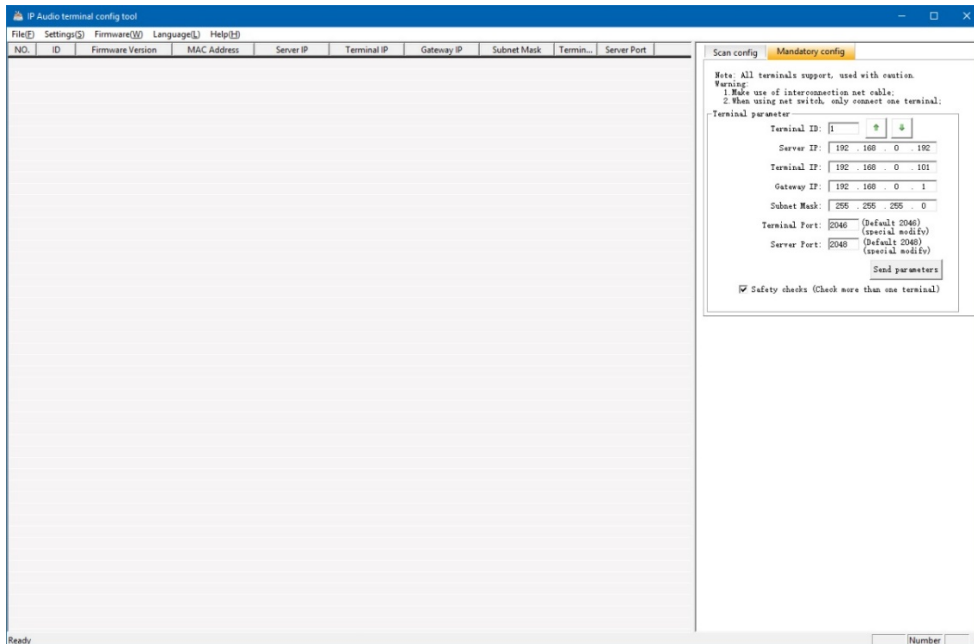 IP Audio terminal config tool
File(F) Settings(S) Firmware(W) Language(L) Help(H)
NO. ID Firmware Version MAC Address Server IP Terminal IP Gateway IP Subnet Mask Termin... Server Port
Scan config Mandatory config
Note: All terminals support, used with caution.
Warning:
1.Make use of interconnection net cable;
2.When using net switch, only connect one terminal;
Terminal parameter
Terminal ID: 1
Server IP: 192 . 168 . 0 . 192
Terminal IP: 192 . 168 . 0 . 101
Gateway IP: 192 . 168 . 0 . 1
Subnet Mask: 255 . 255 . 255 . 0
Terminal Port: 2046 (Default 2046)
(special modify)
Server Port: 2048 (Default 2048)
(special modify)
Send parameters
Safety checks (Check more than one terminal)
Ready
Number